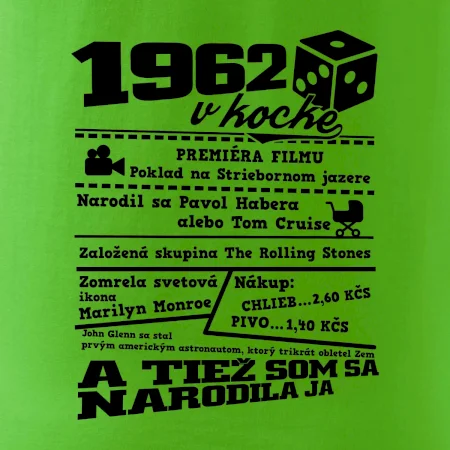 1962
v kocke
PREMIÉRA FILMU
Poklad na Striebornom jazere
Narodil sa Pavol Habera
alebo Tom Cruise
Založená skupina The Rolling Stones
Zomrela svetová
ikona
Marilyn Monroe
Nákup:
CHLIEB...2,60 KČS
PIVO...1,40 KČS
John Glenn sa stal
prvým americkým astronautom, ktorý trikrát obletel Zem
A TIEŽ SOM SA
NARODILA JA